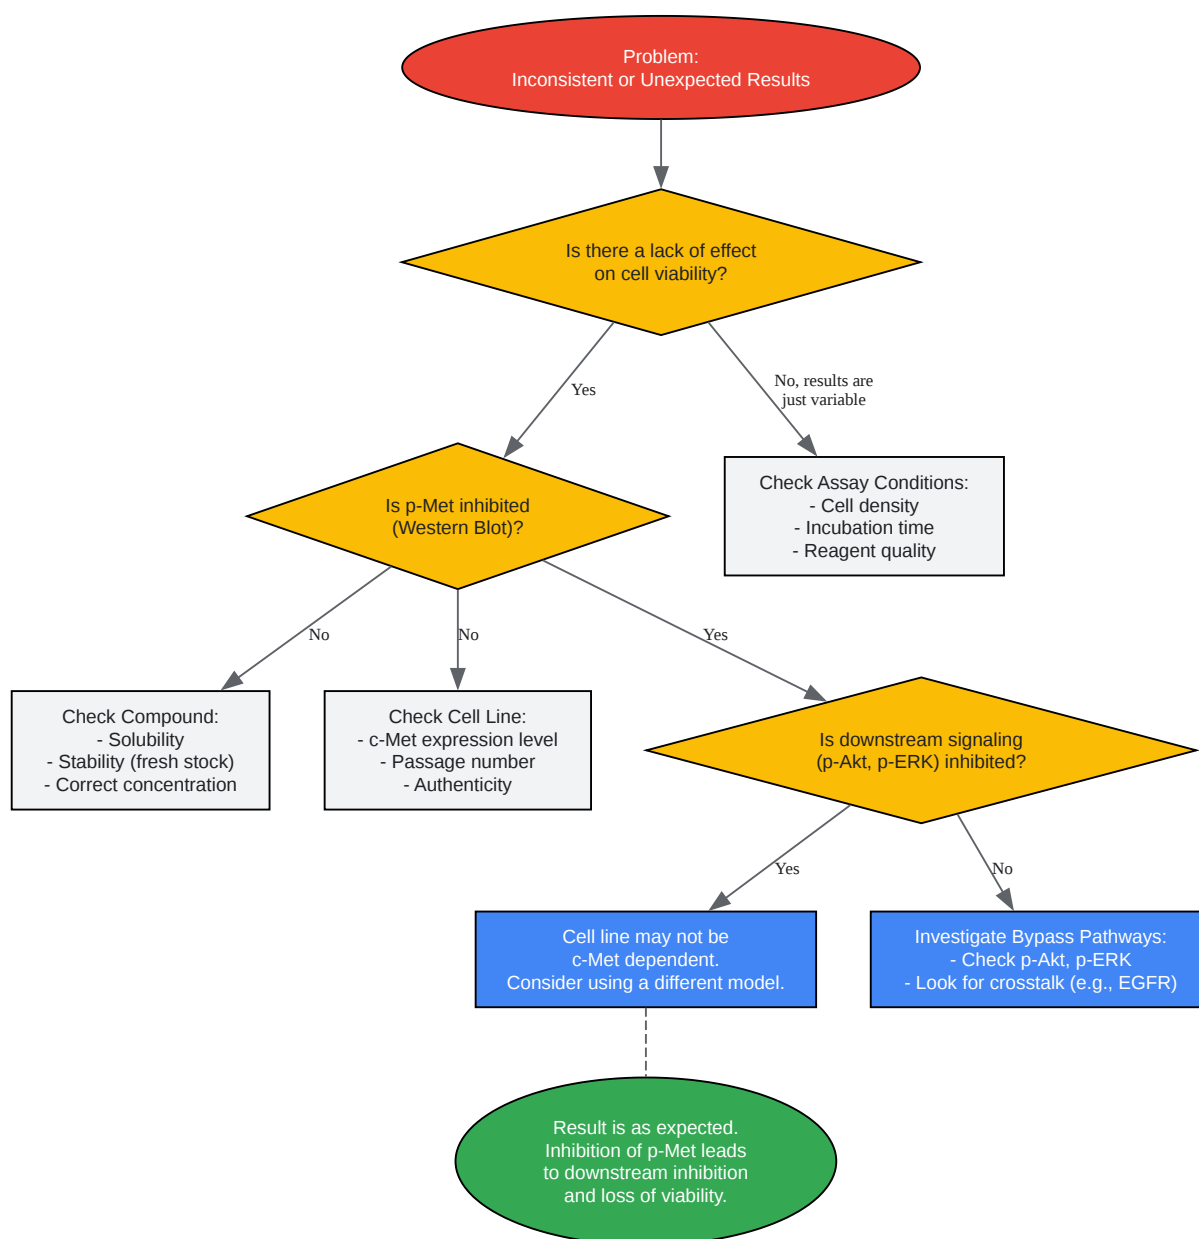 Problem:
Inconsistent or Unexpected Results
Is there a lack of effect
on cell viability?
Yes
No, results are
just variable
Is p-Met inhibited
(Western Blot)?
Check Assay Conditions:
- Cell density
- Incubation time
- Reagent quality
No
No
Yes
Check Compound:
- Solubility
- Stability (fresh stock)
- Correct concentration
Check Cell Line:
- c-Met expression level
- Passage number
- Authenticity
Is downstream signaling
(p-Akt, p-ERK) inhibited?
Yes
No
Cell line may not be
c-Met dependent.
Consider using a different model.
Investigate Bypass Pathways:
- Check p-Akt, p-ERK
- Look for crosstalk (e.g., EGFR)
Result is as expected.
Inhibition of p-Met leads
to downstream inhibition
and loss of viability.